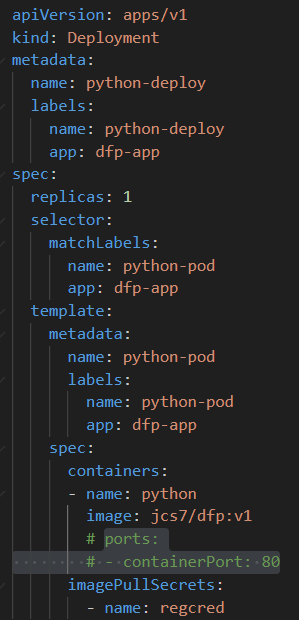 apiVersion: apps/v1
kind: Deployment
metadata:
  name: python-deploy
  labels:
    name: python-deploy
    app: dfp-app
spec:
  replicas: 1
  selector:
    matchLabels:
      name: python-pod
      app: dfp-app
  template:
    metadata:
      name: python-pod
      labels:
        name: python-pod
        app: dfp-app
    spec:
      containers:
      - name: python
        image: jcs7/dfp:v1
        # ports:
        # - containerPort: 80
      imagePullSecrets:
        - name: regcred